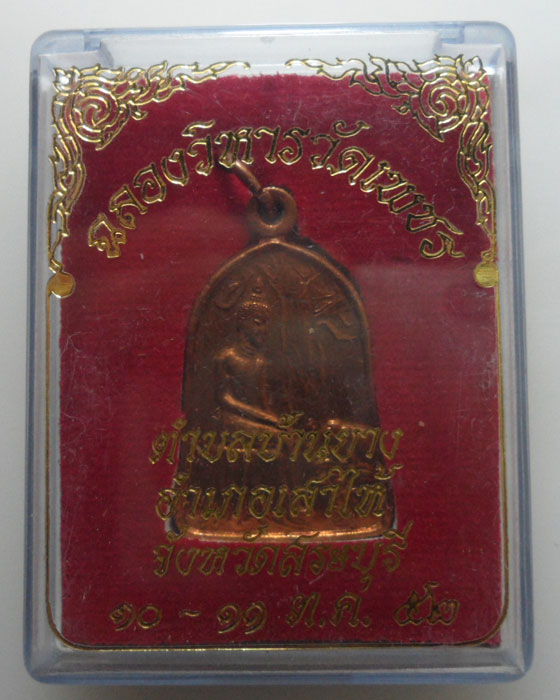 ฉลองวิหารวัดเพชร
ตำบลบ้านยาง
อำเภอเสาไห้
จังหวัดสระบุรี
๑๐ - ๑๑ ต.ค. ๕๒